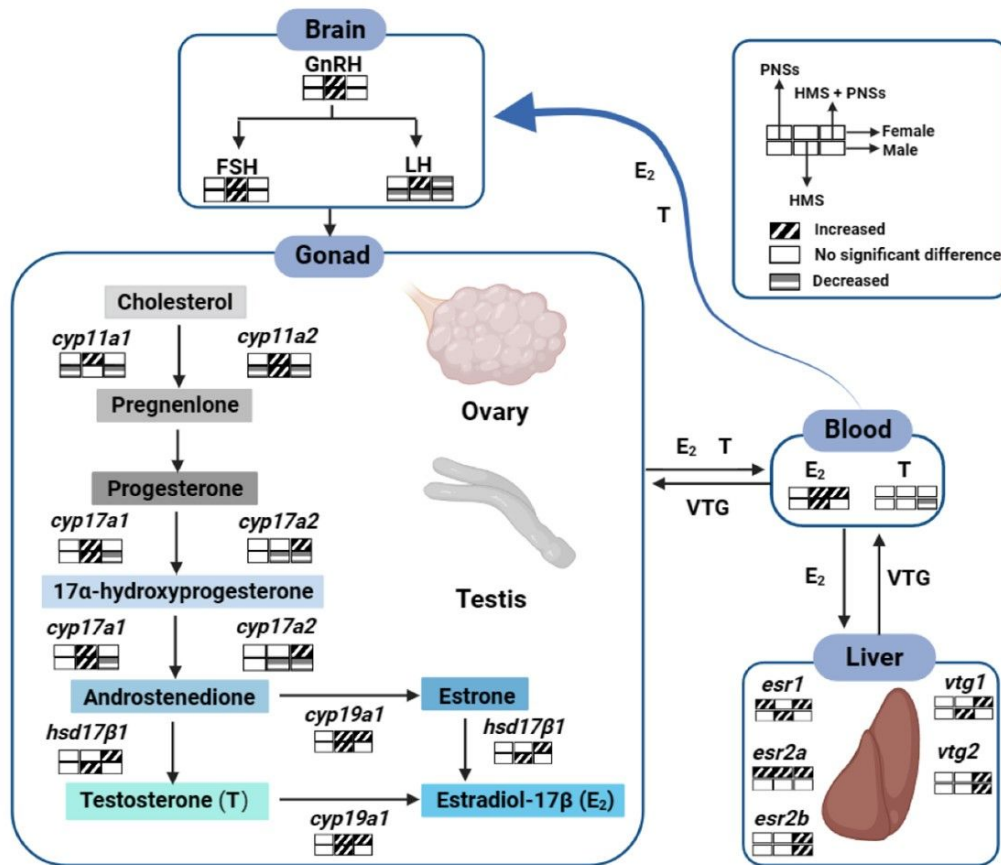 Brain
GnRH
FSH
LH
PNSs
HMS + PNSs
Female
Male
HMS
Increased
No significant difference
Decreased
E₂
T
Gonad
Cholesterol
cyp11a1
cyp11a2
Pregnenlone
Ovary
Progesterone
cyp17a1
cyp17a2
17α-hydroxyprogesterone
Testis
cyp17a1
cyp17a2
Androstenedione
Estrone
cyp19a1
hsd17β1
hsd17β1
Testosterone (T)
Estradiol-17β (E₂)
cyp19a1
E₂ T
VTG
Blood
E₂
T
E₂
VTG
Liver
esr1
vtg1
esr2a
vtg2
esr2b